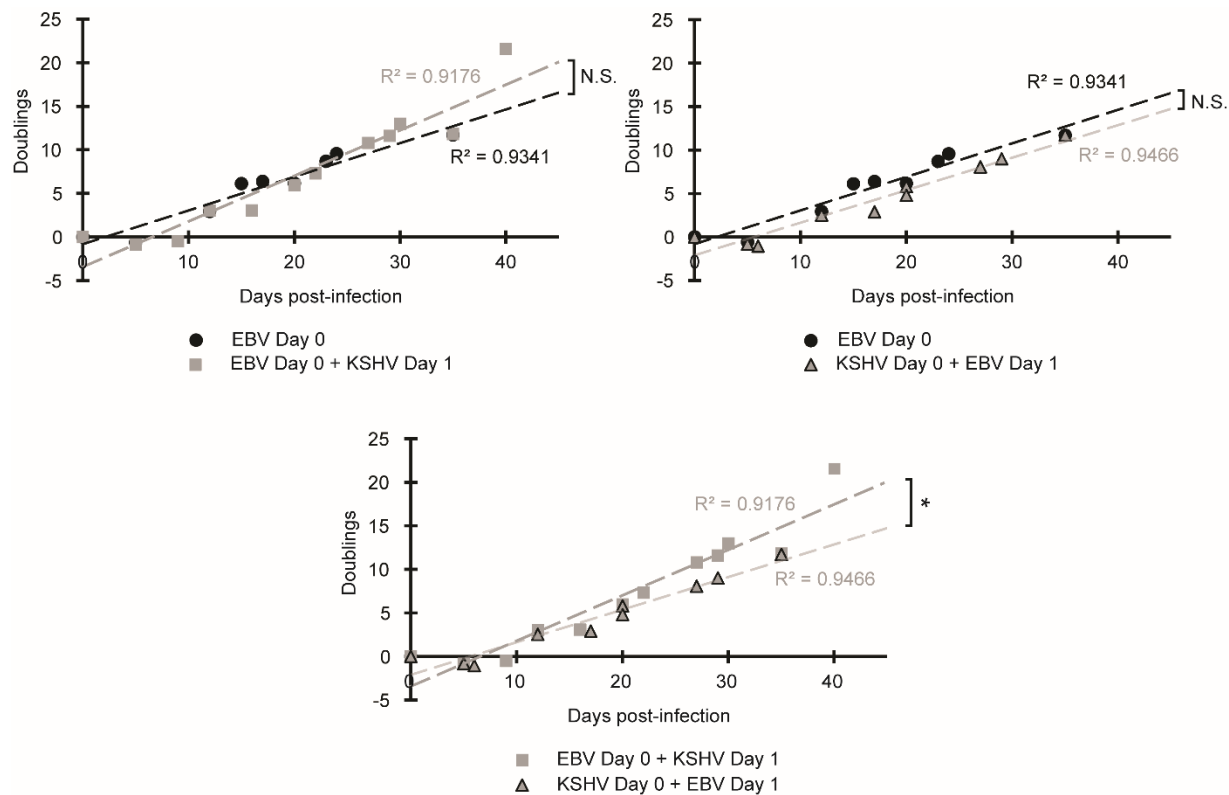 25
20
15
10
5
0
-5
0
10
20
30
40
Doublings
Days post-infection
R² = 0.9176
N.S.
R² = 0.9341
EBV Day 0
EBV Day 0 + KSHV Day 1
25
20
15
10
5
0
-5
0
10
20
30
40
Doublings
Days post-infection
R² = 0.9341
N.S.
R² = 0.9466
EBV Day 0
KSHV Day 0 + EBV Day 1
25
20
15
10
5
0
-5
0
10
20
30
40
Doublings
Days post-infection
R² = 0.9176
*
R² = 0.9466
EBV Day 0 + KSHV Day 1
KSHV Day 0 + EBV Day 1